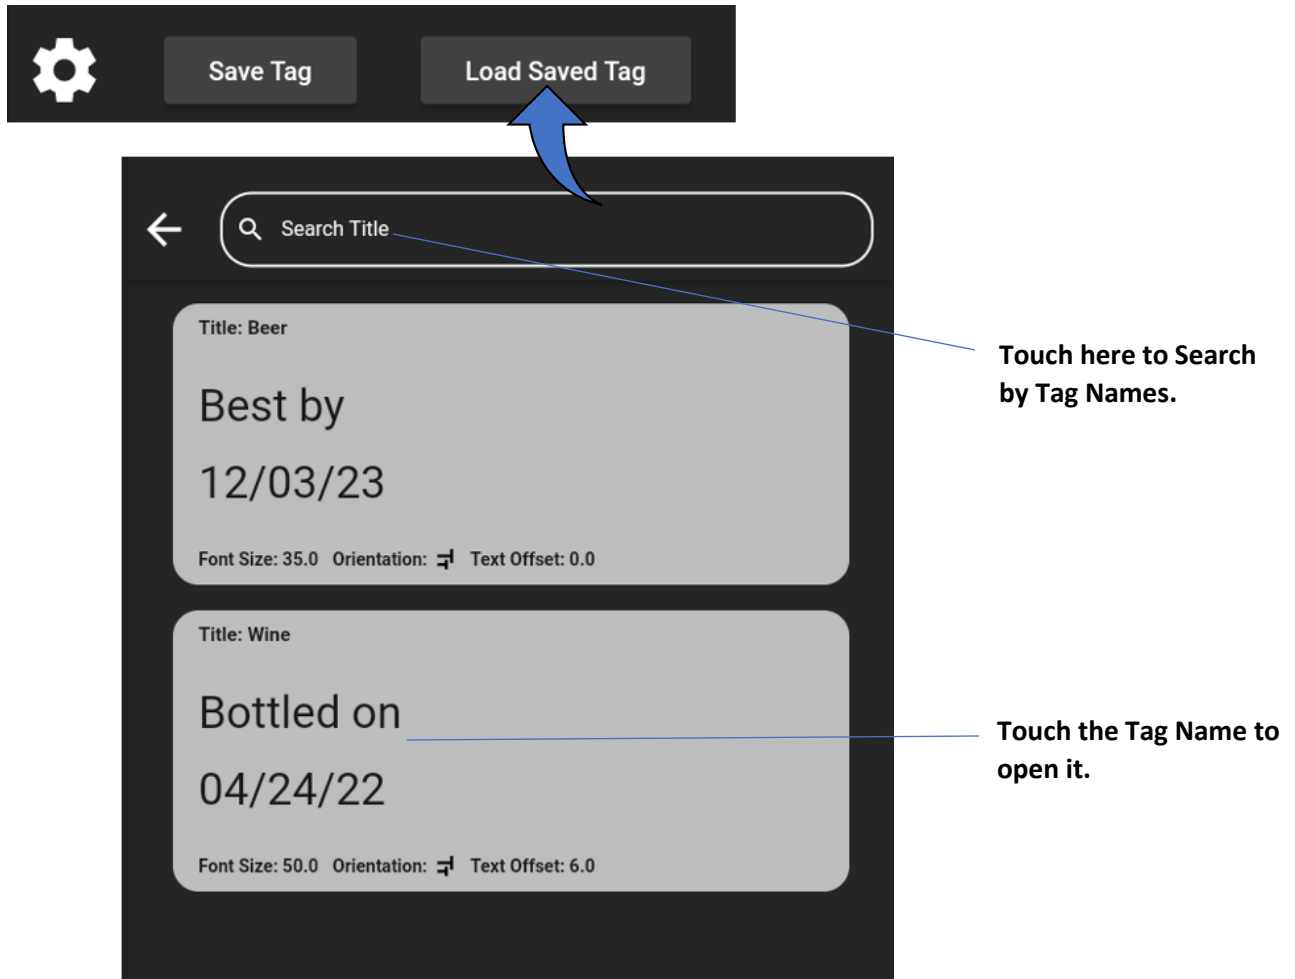 Save Tag
Load Saved Tag
Search Title
Title: Beer
Best by
12/03/23
Font Size: 35.0 Orientation: Text Offset: 0.0
Touch here to Search
by Tag Names.
Title: Wine
Bottled on
04/24/22
Font Size: 50.0 Orientation: Text Offset: 6.0
Touch the Tag Name to
open it.